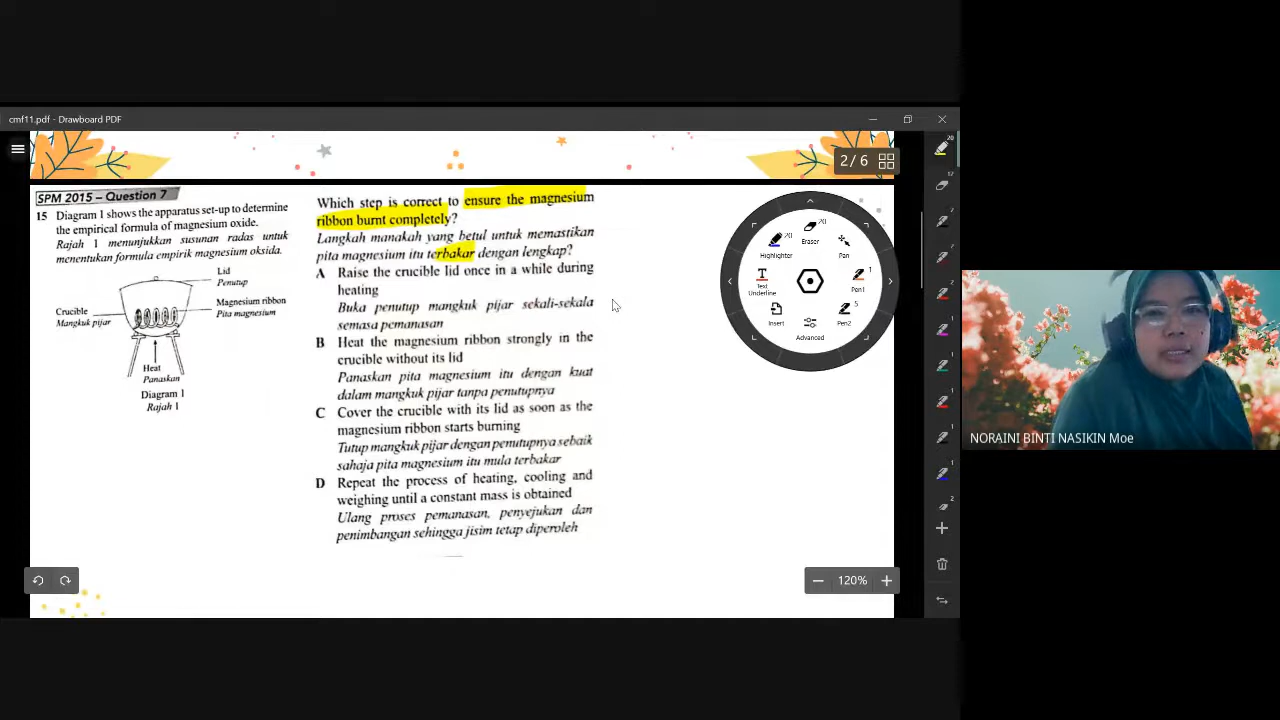 cmf11.pdf - Drawboard PDF
2 / 6
20
SPM 2015 – Question 7
15 Diagram 1 shows the apparatus set-up to determine
the empirical formula of magnesium oxide.
Rajah 1 menunjukkan susunan radas untuk
menentukan formula empirik magnesium oksida.
Lid
Penutup
Crucible
Mangkuk pijar
Magnesium ribbon
Pita magnesium
Heat
Panaskan
Diagram 1
Rajah 1
Which step is correct to ensure the magnesium
ribbon burnt completely?
Langkah manakah yang betul untuk memastikan
pita magnesium itu terbakar dengan lengkap?
A Raise the crucible lid once in a while during
heating
Buka penutup mangkuk pijar sekali-sekala
semasa pemanasan
B Heat the magnesium ribbon strongly in the
crucible without its lid
Panaskan pita magnesium itu dengan kuat
dalam mangkuk pijar tanpa penutupnya
C Cover the crucible with its lid as soon as the
magnesium ribbon starts burning
Tutup mangkuk pijar dengan penutupnya sebaik
sahaja pita magnesium itu mula terbakar
D Repeat the process of heating, cooling and
weighing until a constant mass is obtained
Ulang proses pemanasan, penyejukan dan
penimbangan sehingga jisim tetap diperoleh
20
Eraser
20
Highlighter
Pan
T
Text
Underline
1
Pen1
Insert
5
Pen2
Advanced
120%
NORAINI BINTI NASIKIN Moe